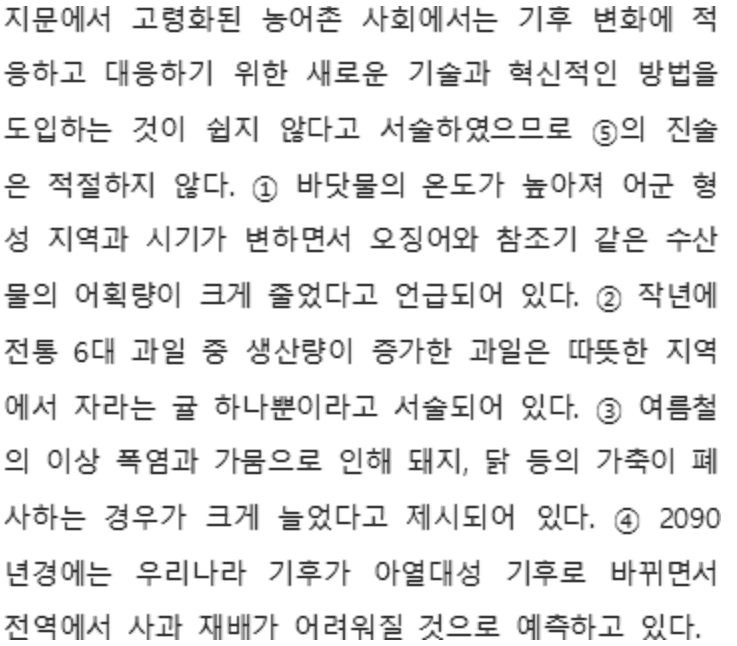 지문에서 고령화된 농어촌 사회에서는 기후 변화에 적
응하고 대응하기 위한 새로운 기술과 혁신적인 방법을
도입하는 것이 쉽지 않다고 서술하였으므로 ⑤의 진술
은 적절하지 않다. ① 바닷물의 온도가 높아져 어군 형
성 지역과 시기가 변하면서 오징어와 참조기 같은 수산
물의 어획량이 크게 줄었다고 언급되어 있다. ② 작년에
전통 6대 과일 중 생산량이 증가한 과일은 따뜻한 지역
에서 자라는 귤 하나뿐이라고 서술되어 있다. ③ 여름철
의 이상 폭염과 가뭄으로 인해 돼지, 닭 등의 가축이 폐
사하는 경우가 크게 늘었다고 제시되어 있다. ④ 2090
년경에는 우리나라 기후가 아열대성 기후로 바뀌면서
전역에서 사과 재배가 어려워질 것으로 예측하고 있다.